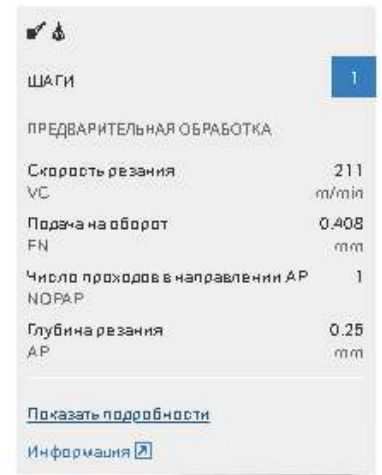 ШАГИ 1
ПРЕДВАРИТЕЛЬНАЯ ОБРАБОТКА
Скорость резания 211
VC m/min
Подача на оборот 0.408
FN mm
Число проходов в направлении AP 1
NOPAP
Глубина резания 0.25
AP mm
Показать подробности
Информация